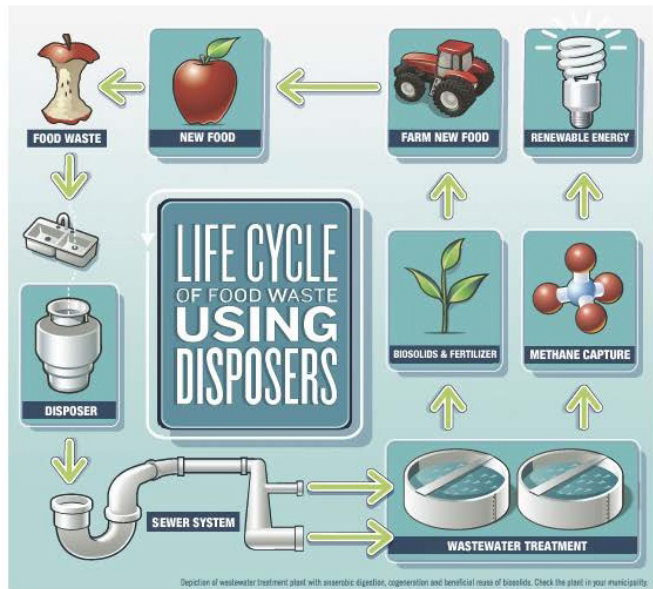 FOOD WASTE
NEW FOOD
FARM NEW FOOD
RENEWABLE ENERGY
LIFE CYCLE
OF FOOD WASTE
USING
DISPOSERS
BIOSOLIDS & FERTILIZER
METHANE CAPTURE
DISPOSER
SEWER SYSTEM
WASTEWATER TREATMENT
Depiction of wastewater treatment plant with anaerobic digestion, cogeneration and beneficial reuse of biosolids. Check the plant in your municipality.